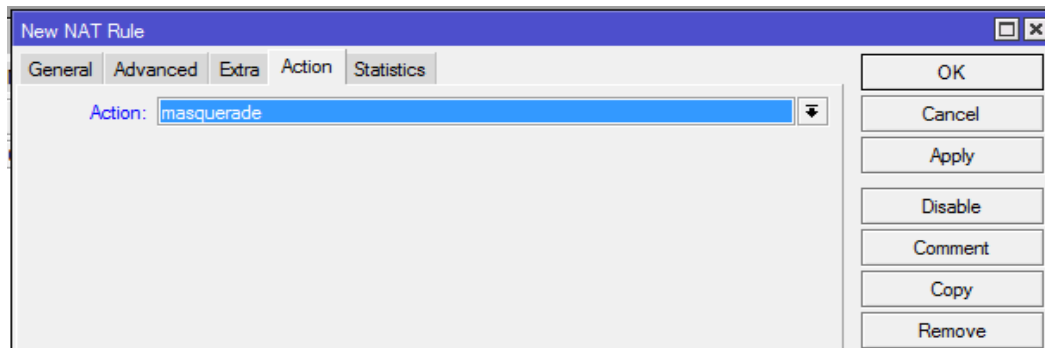 New NAT Rule
General Advanced Extra Action Statistics
Action: masquerade
OK
Cancel
Apply
Disable
Comment
Copy
Remove